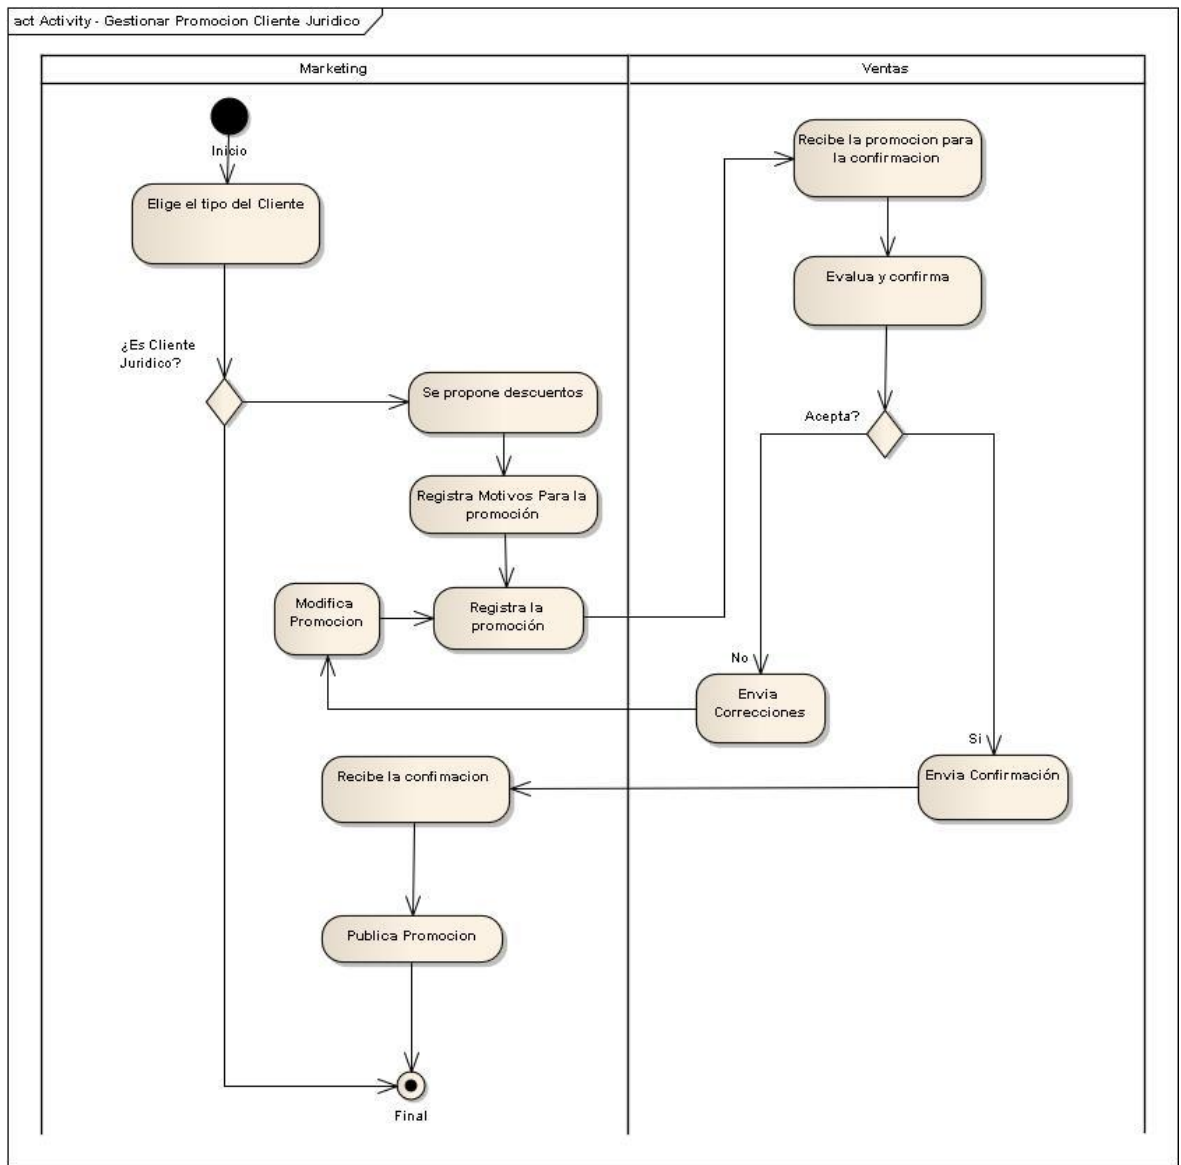 act Activity - Gestionar Promocion Cliente Juridico
Marketing
Ventas
Inicio
Elige el tipo del Cliente
¿Es Cliente
Juridico?
Se propone descuentos
Registra Motivos Para la
promoción
Modifica
Promocion
Registra la
promoción
Recibe la promocion para
la confirmacion
Evalua y confirma
Acepta?
No
Envia
Correcciones
Si
Envia Confirmación
Recibe la confimacion
Publica Promocion
Final